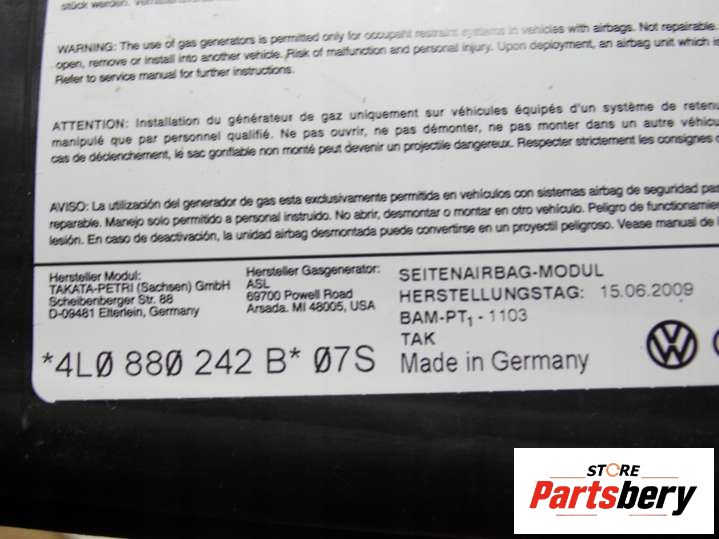 stück werden.
WARNING: The use of gas generators is permitted only for occupant restraint systems in vehicles with airbags. Not repairable.
open, remove or install into another vehicle. Risk of malfunction and personal injury. Upon deployment, an airbag unit which is
Refer to service manual for further instructions.
ATTENTION: Installation du générateur de gaz uniquement sur véhicules équipés d'un système de retenu
manipulé que par personnel qualifié. Ne pas ouvrir, ne pas démonter, ne pas monter dans un autre véhicu
cas de déclenchement, le sac gonflable non monté peut devenir un projectile dangereux. Respecter strictement les consignes
AVISO: La utilización del generador de gas esta exclusivamente permitida en vehículos con sistemas airbag de seguridad pas
reparable. Manejo solo permitido a personal instruido. No abrir, desmontar o montar en otro vehículo. Peligro de funcionamie
lesión. En caso de deactivación, la unidad airbag desmontada puede convertirse en un proyectil peligroso. Vease manual de
Hersteller Modul:
TAKATA-PETRI (Sachsen) GmbH
Scheibenberger Str. 88
D-09481 Elterlein, Germany
Hersteller Gasgenerator:
ASL
69700 Powell Road
Arsada. MI 48005, USA
SEITENAIRBAG-MODUL
HERSTELLUNGSTAG: 15.06.2009
BAM-PT1 - 1103
TAK
Made in Germany
*4L0 880 242 B* 07S
STORE
Partsbery